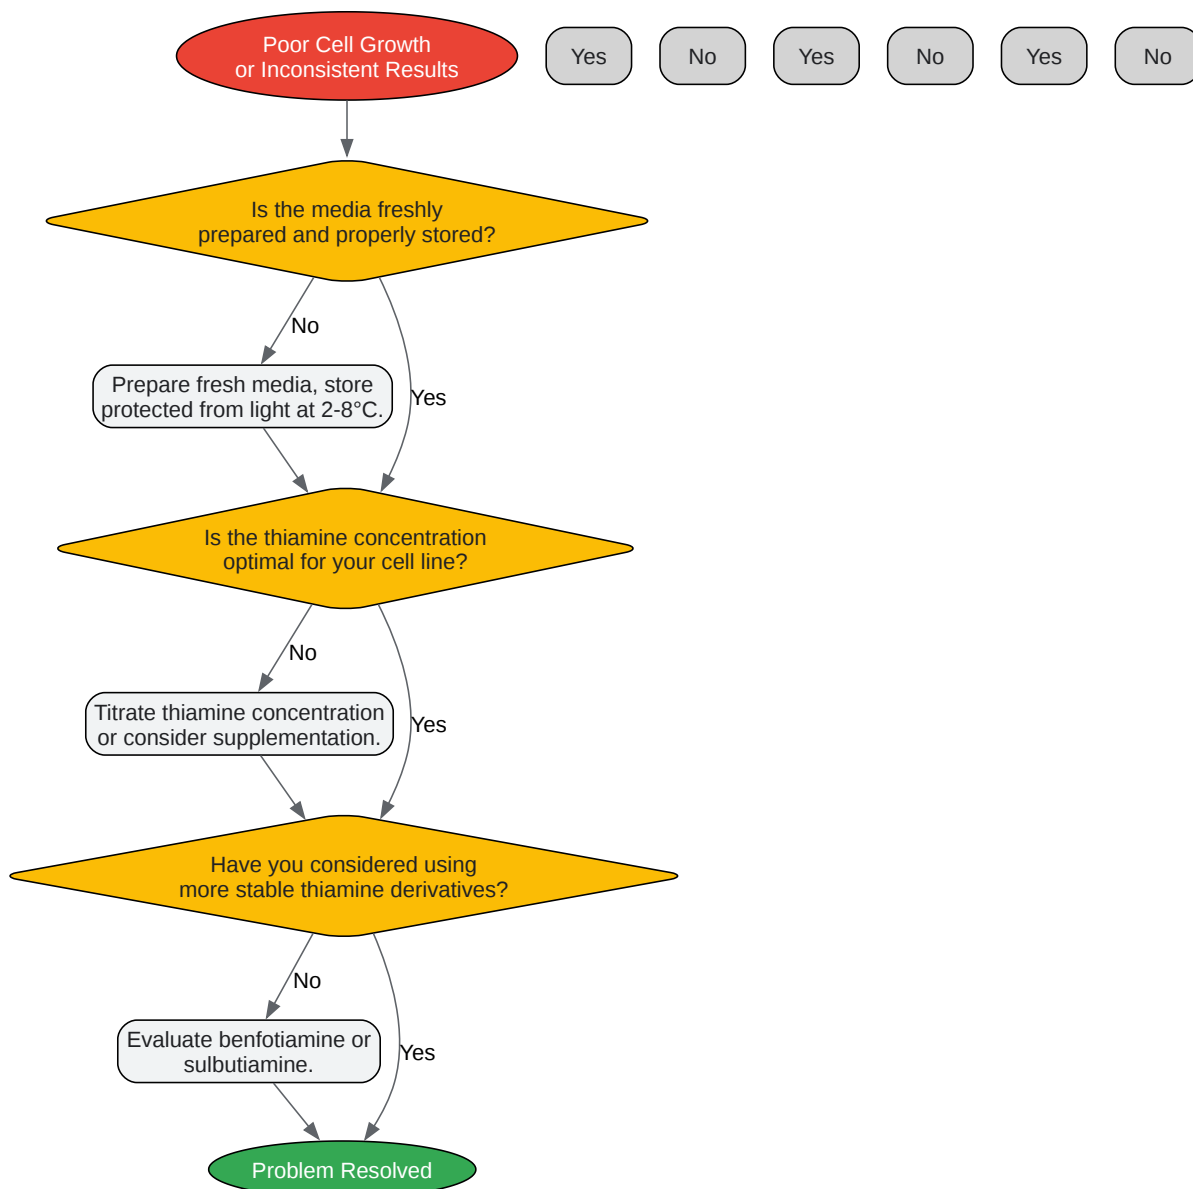 Poor Cell Growth
or Inconsistent Results
Yes
No
Yes
No
Yes
No
Is the media freshly
prepared and properly stored?
No
Prepare fresh media, store
protected from light at 2-8°C.
Yes
Is the thiamine concentration
optimal for your cell line?
No
Titrate thiamine concentration
or consider supplementation.
Yes
Have you considered using
more stable thiamine derivatives?
No
Evaluate benfotiamine or
sulbutiamine.
Yes
Problem Resolved